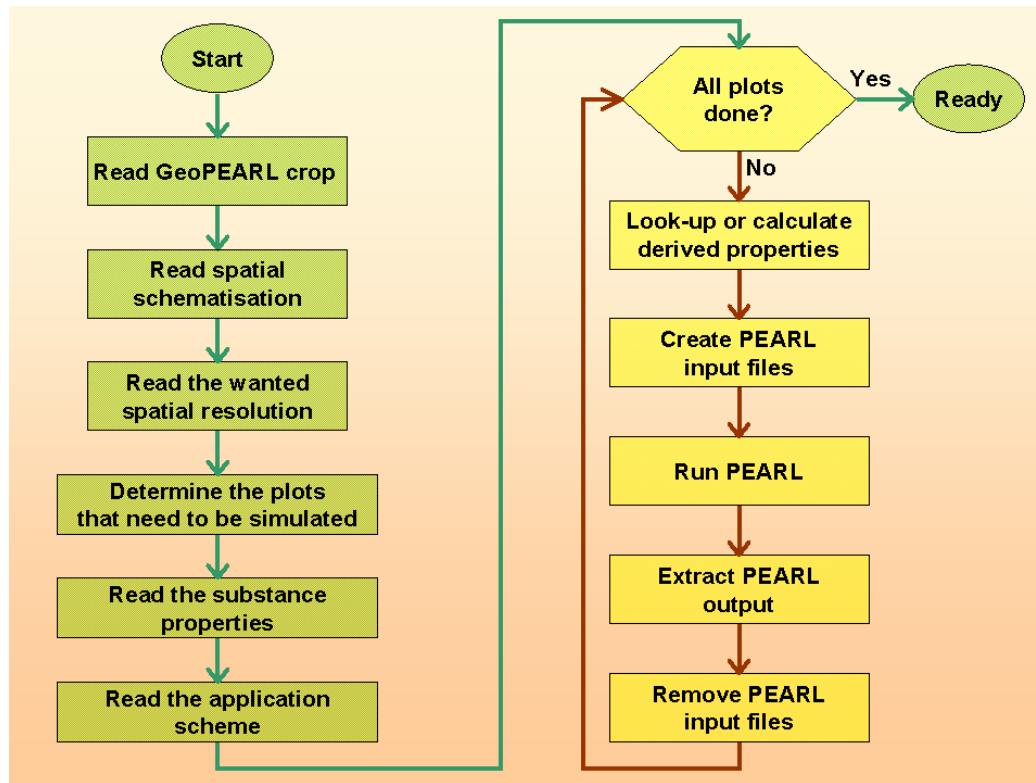 Start
Read GeoPEARL crop
Read spatial
schematisation
Read the wanted
spatial resolution
Determine the plots
that need to be simulated
Read the substance
properties
Read the application
scheme
All plots
done?
Yes
Ready
No
Look-up or calculate
derived properties
Create PEARL
input files
Run PEARL
Extract PEARL
output
Remove PEARL
input files